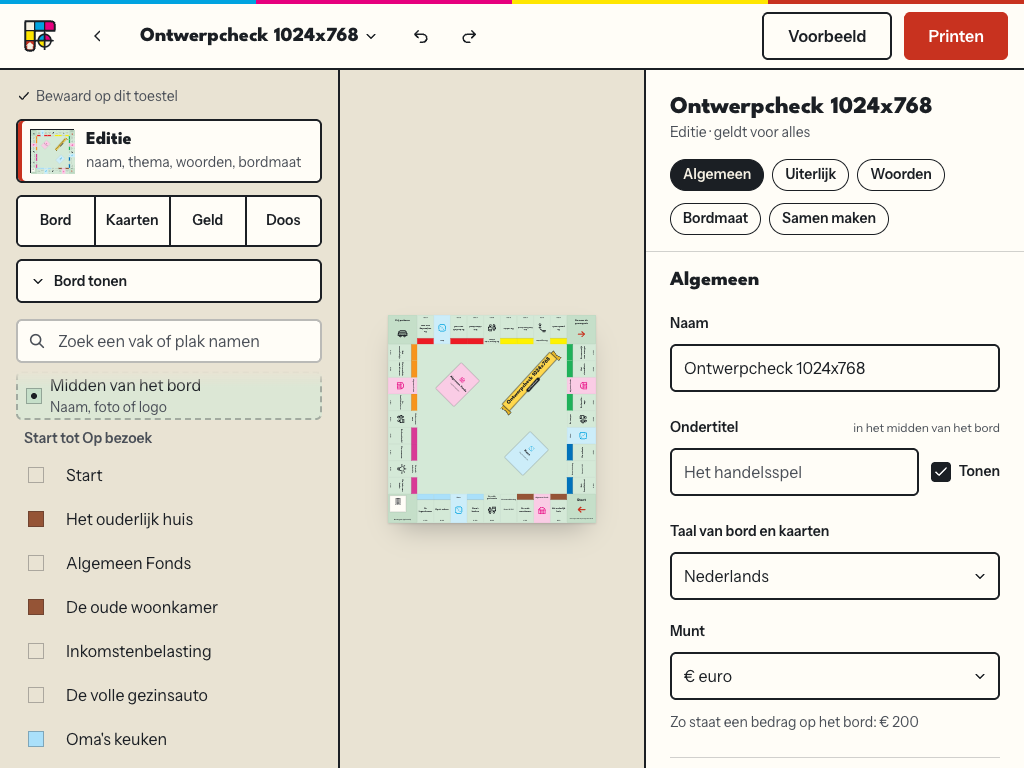 Ontwerpcheck 1024x768
Voorbeeld
Printen
Bewaard op dit toestel
Editie
naam, thema, woorden, bordmaat
Bord
Kaarten
Geld
Doos
Bord tonen
Zoek een vak of plak namen
Midden van het bord
Naam, foto of logo
Start tot Op bezoek
Start
Het ouderlijk huis
Algemeen Fonds
De oude woonkamer
Inkomstenbelasting
De volle gezinsauto
Oma's keuken
Ontwerpcheck 1024x768
Ontwerpcheck 1024x768
Editie · geldt voor alles
Algemeen
Uiterlijk
Woorden
Bordmaat
Samen maken
Algemeen
Naam
Ontwerpcheck 1024x768
Ondertitel
in het midden van het bord
Het handelsspel
Tonen
Taal van bord en kaarten
Nederlands
Munt
€ euro
Zo staat een bedrag op het bord: € 200